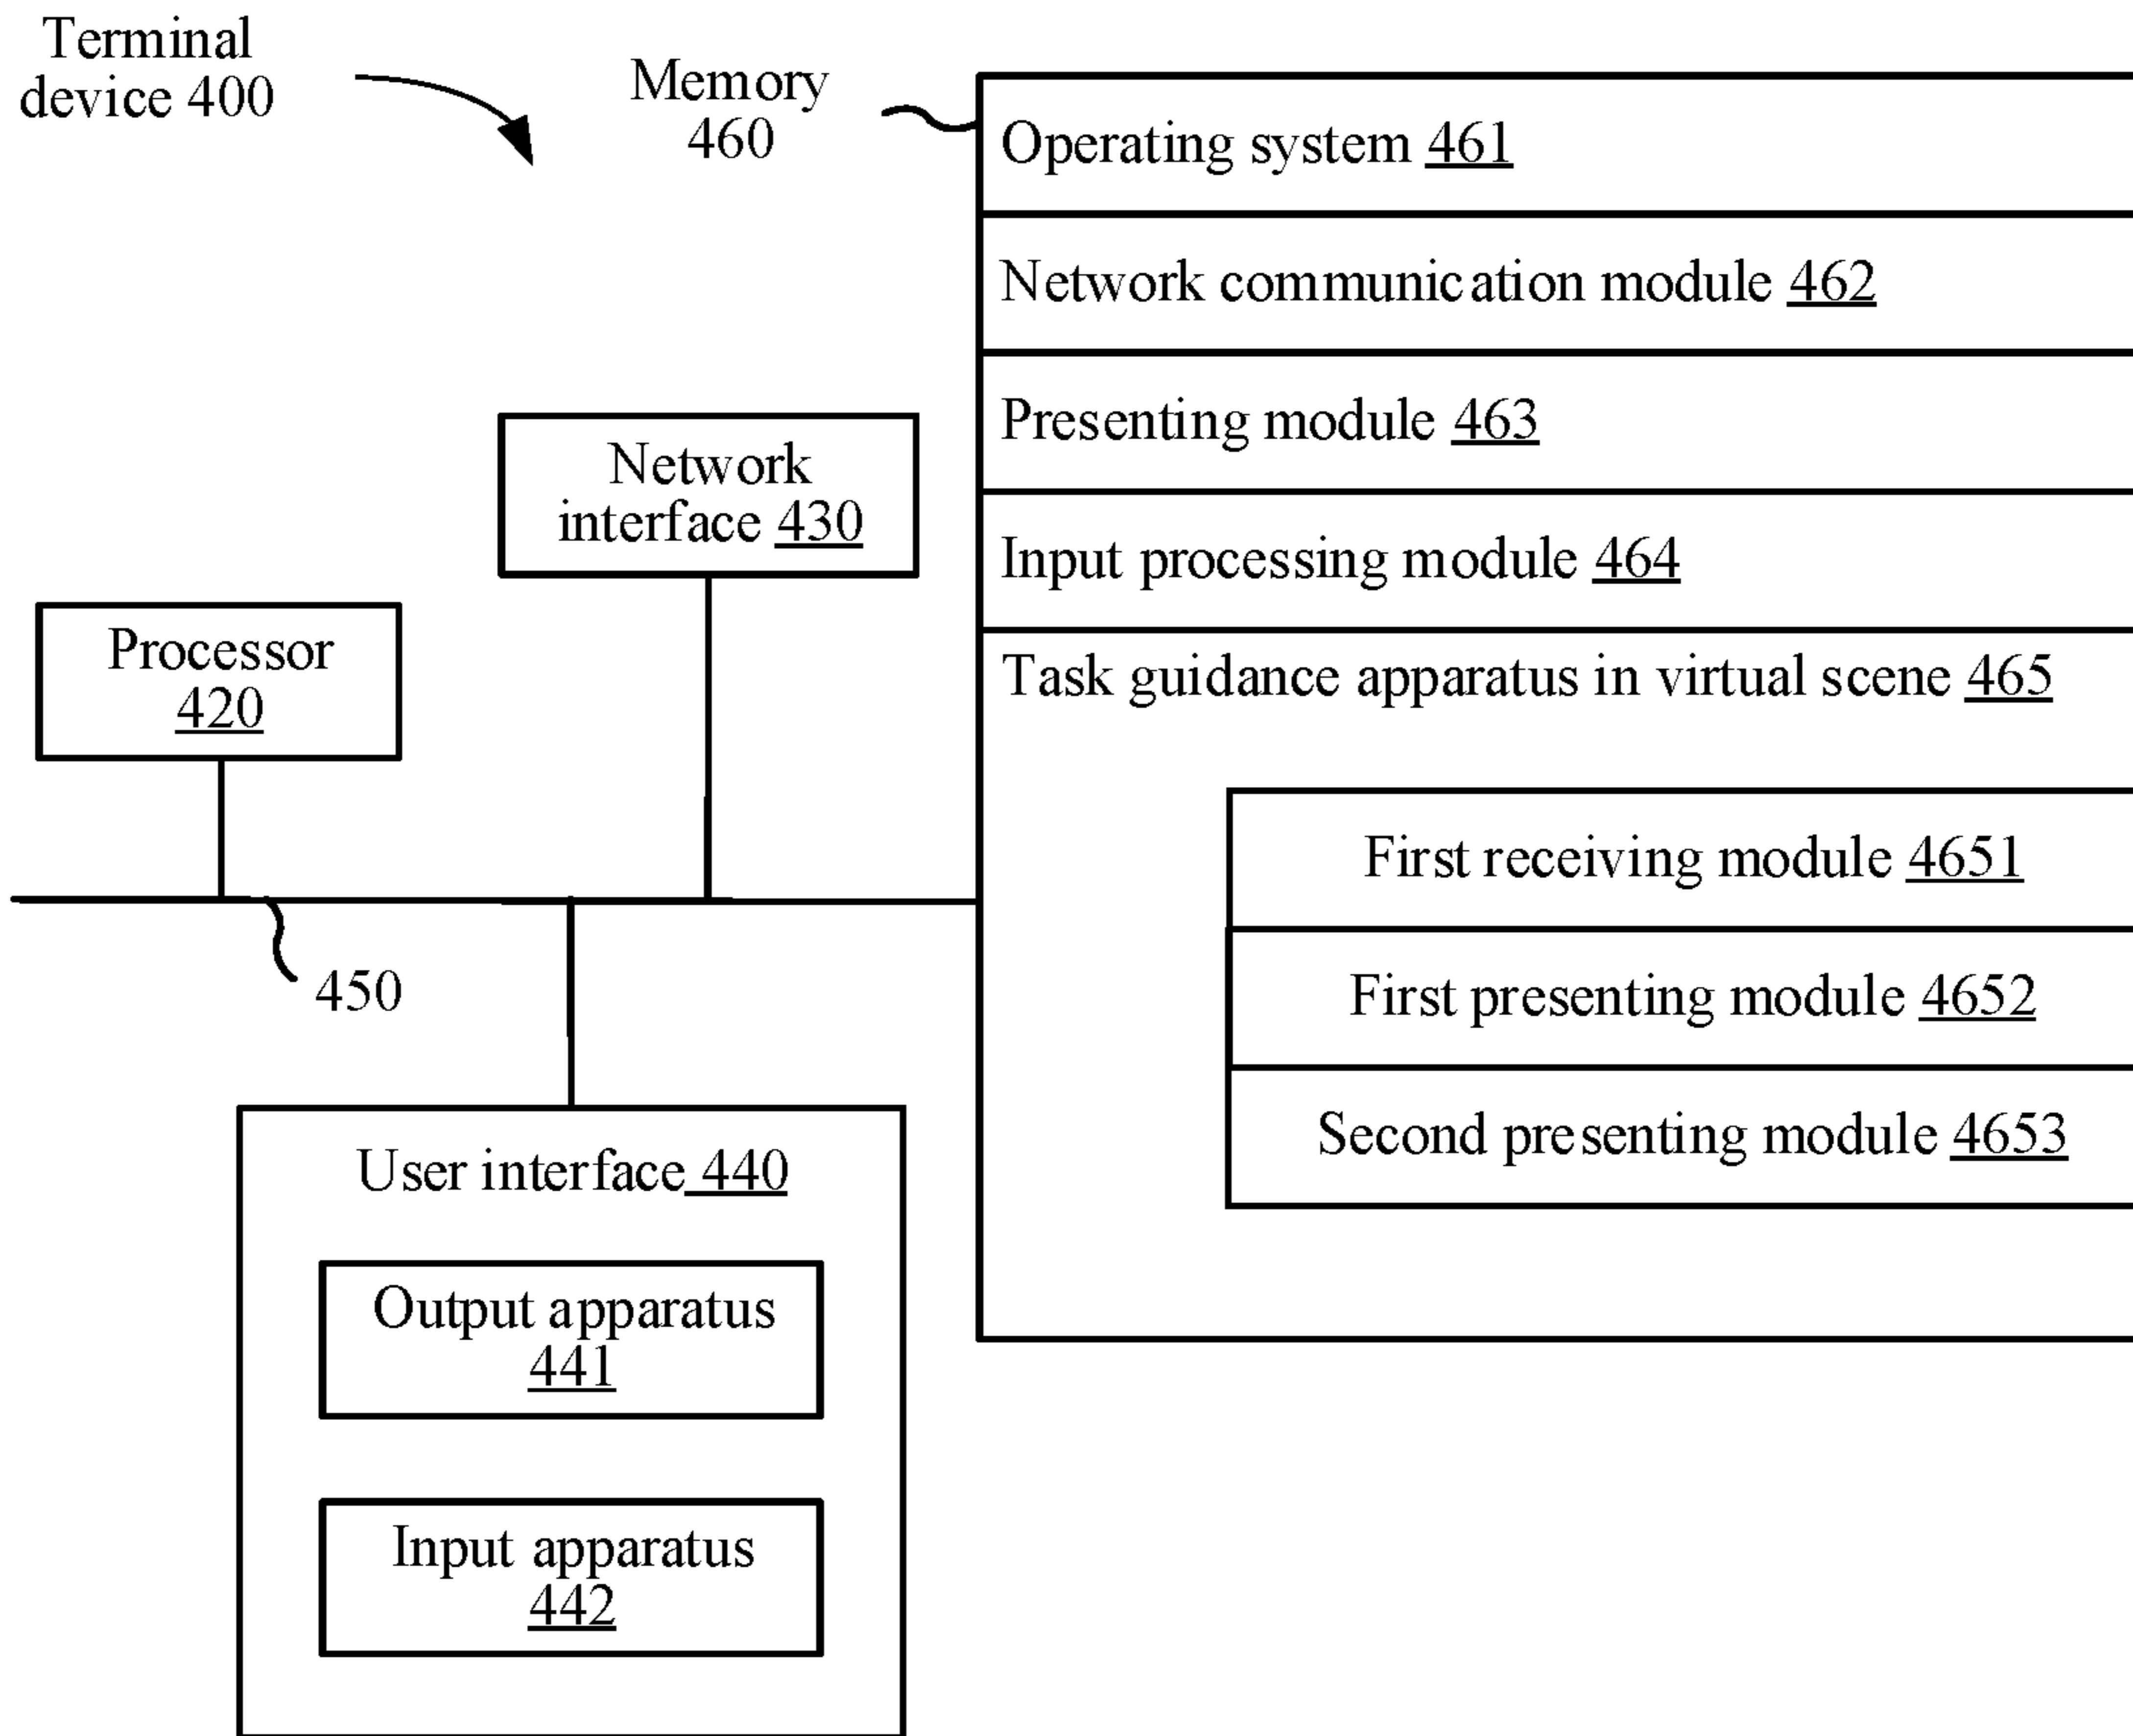 Terminal
device 400
Memory
460
Operating system 461
Network communication module 462
Presenting module 463
Network
interface 430
Input processing module 464
Processor
420
Task guidance apparatus in virtual scene 465
First receiving module 4651
First presenting module 4652
450
Second presenting module 4653
User interface 440
Output apparatus
441
Input apparatus
442